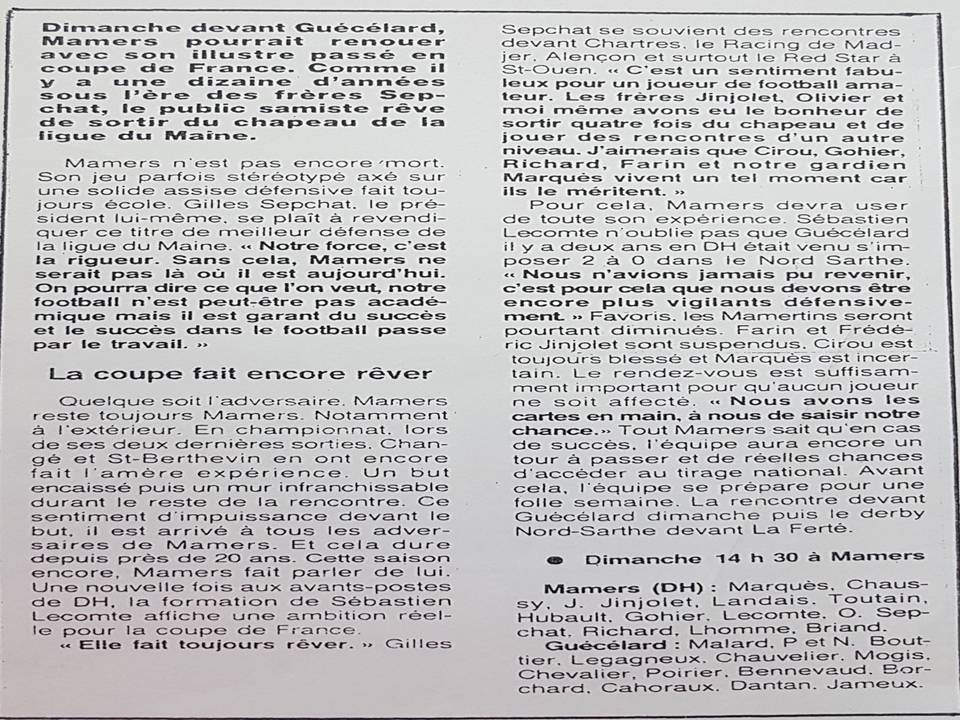 Dimanche devant Guécélard,
Mamers pourrait renouer
avec son illustre passé en
coupe de France. Comme il
y a une dizaine d'années
sous l'ère des frères Sep-
chat, le public samiste rêve
de sortir du chapeau de la
ligue du Maine.
Mamers n'est pas encore mort.
Son jeu parfois stéréotypé axé sur
une solide assise défensive fait tou-
jours école. Gilles Sepchat, le pré-
sident lui-même, se plaît à revendi-
quer ce titre de meilleur défense de
la ligue du Maine. « Notre force, c'est
la rigueur. Sans cela, Mamers ne
serait pas là où il est aujourd'hui.
On pourra dire ce que l'on veut, notre
football n'est peut-être pas acadé-
mique mais il est garant du succès
et le succès dans le football passe
par le travail. »
La coupe fait encore rêver
Quelque soit l'adversaire, Mamers
reste toujours Mamers. Notamment
à l'extérieur. En championnat, lors
de ses deux dernières sorties, Chan-
gé et St-Berthevin en ont encore
fait l'amère expérience. Un but
encaissé puis un mur infranchissable
durant le reste de la rencontre. Ce
sentiment d'impuissance devant le
but, il est arrivé à tous les adver-
saires de Mamers. Et cela dure
depuis près de 20 ans. Cette saison
encore, Mamers fait parler de lui.
Une nouvelle fois aux avants-postes
de DH, la formation de Sébastien
Lecomte affiche une ambition réel-
le pour la coupe de France.
« Elle fait toujours rêver. » Gilles
Sepchat se souvient des rencontres
devant Chartres, le Racing de Mad-
jer, Alençon et surtout le Red Star à
St-Ouen. « C'est un sentiment fabu-
leux pour un joueur de football ama-
teur. Les frères Jinjolet, Olivier et
moi même avons eu le bonheur de
sortir quatre fois du chapeau et de
jouer des rencontres d'un autre
niveau. J'aimerais que Cirou, Gohier,
Richard, Farin et notre gardien
Marquès vivent un tel moment car
ils le méritent. »
Pour cela, Mamers devra user
de toute son expérience. Sébastien
Lecomte n'oublie pas que Guécélard
il y a deux ans en DH était venu s'im-
poser 2 à 0 dans le Nord Sarthe.
« Nous n'avions jamais pu revenir,
c'est pour cela que nous devons être
encore plus vigilants défensive-
ment. » Favoris, les Mamertins seront
pourtant diminués. Farin et Frédé-
ric Jinjolet sont suspendus, Cirou est
toujours blessé et Marquès est incer-
tain. Le rendez-vous est suffisam-
ment important pour qu'aucun joueur
ne soit affecté. « Nous avons les
cartes en main, à nous de saisir notre
chance.» Tout Mamers sait qu'en cas
de succès, l'équipe aura encore un
tour à passer et de réelles chances
d'accéder au tirage national. Avant
cela, l'équipe se prépare pour une
folle semaine. La rencontre devant
Guécélard dimanche puis le derby
Nord-Sarthe devant La Ferté.
● Dimanche 14 h 30 à Mamers
Mamers (DH) : Marquès, Chaus-
sy, J. Jinjolet, Landais, Toutain,
Hubault, Gohier, Lecomte, O. Sep-
chat, Richard, Lhomme, Briand.
Guécélard : Malard, P et N. Bout-
tier, Legagneux, Chauvelier, Mogis,
Chevalier, Poirier, Bennevaud, Bor-
chard, Cahoraux, Dantan, Jameux.